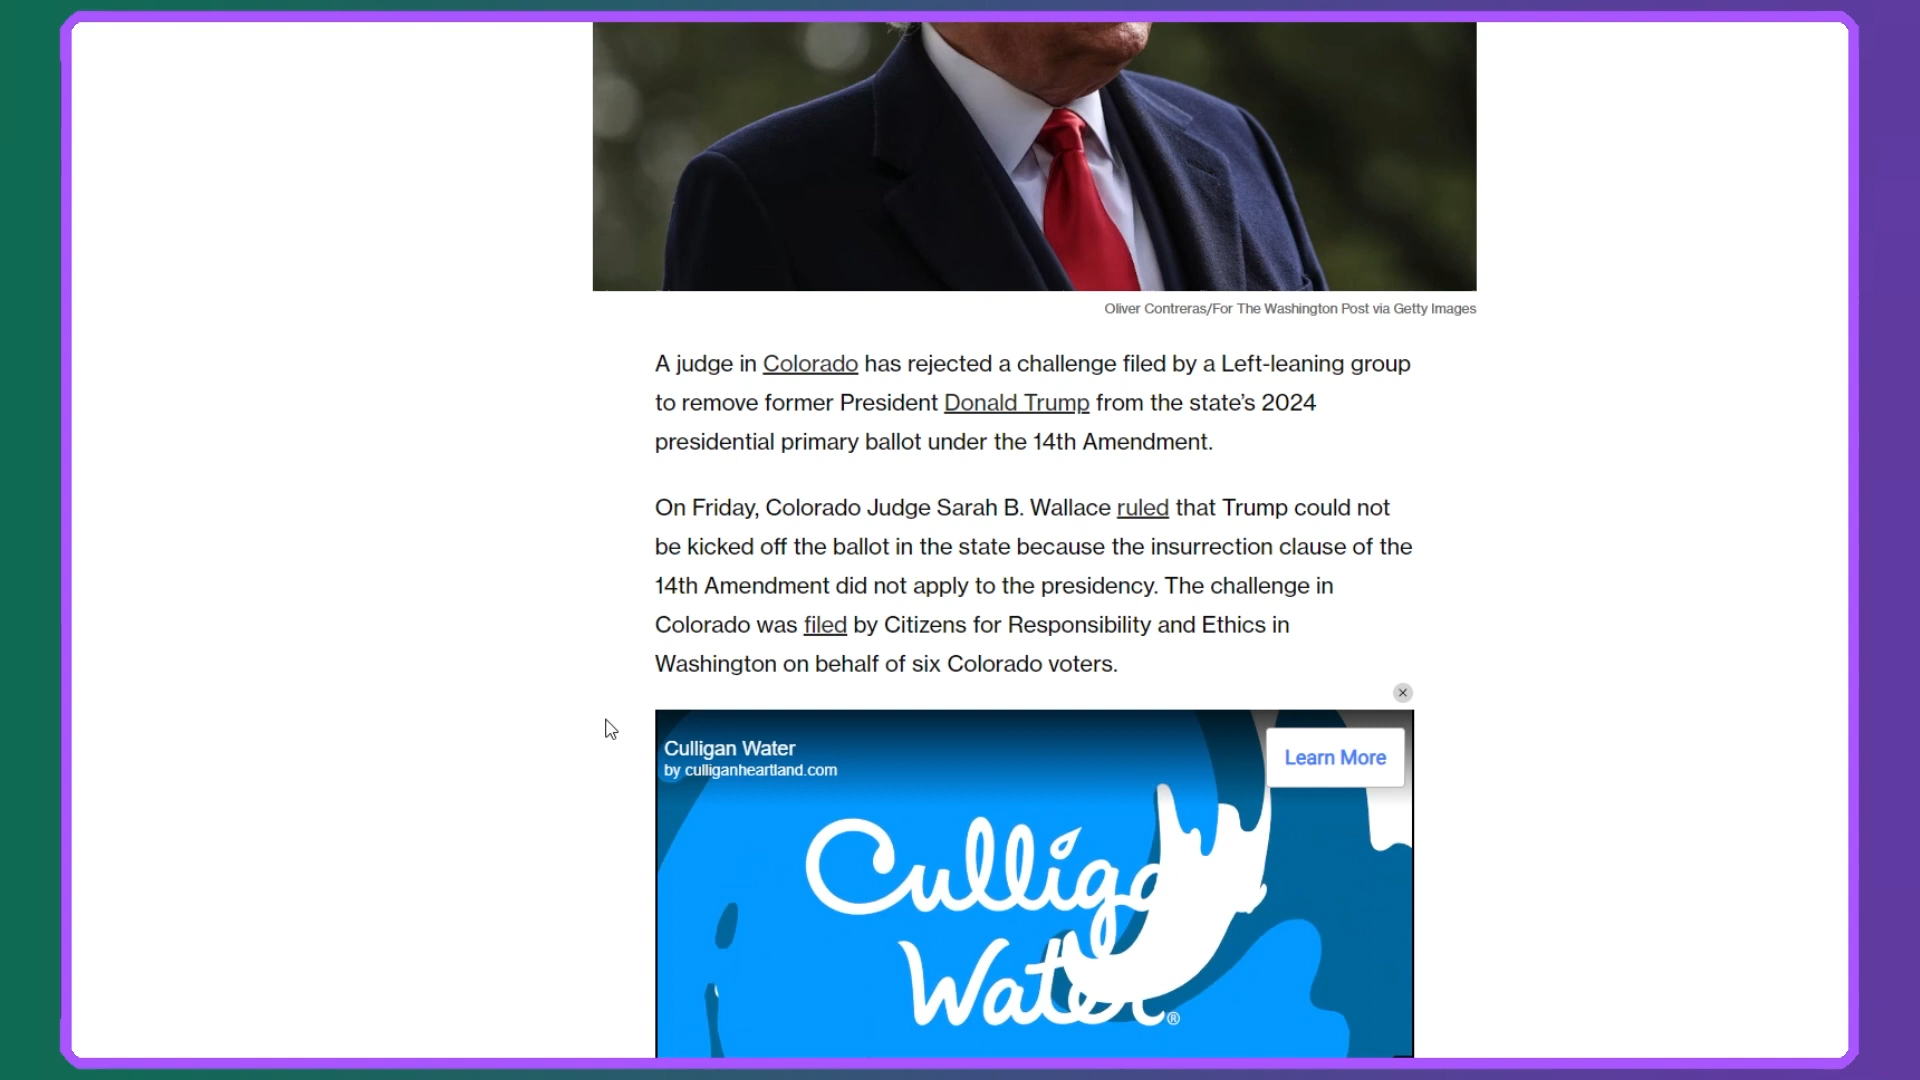 Oliver Contreras/For The Washington Post via Getty Images
A judge in Colorado has rejected a challenge filed by a Left-leaning group
to remove former President Donald Trump from the state’s 2024
presidential primary ballot under the 14th Amendment.
On Friday, Colorado Judge Sarah B. Wallace ruled that Trump could not
be kicked off the ballot in the state because the insurrection clause of the
14th Amendment did not apply to the presidency. The challenge in
Colorado was filed by Citizens for Responsibility and Ethics in
Washington on behalf of six Colorado voters.
Culligan Water
by culliganheartland.com
Learn More
Culligan
Water®